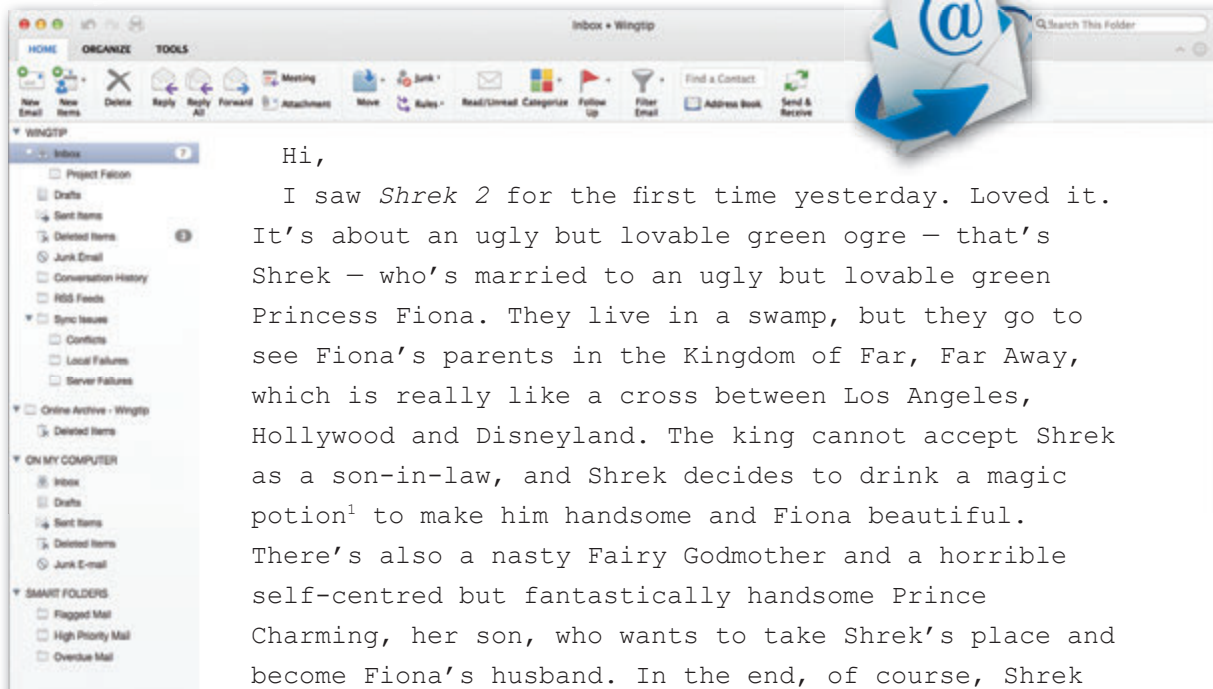 Inbox • Wingtip
@
Search This Folder
HOME ORGANIZE TOOLS
New Email
New Items
Delete
Reply
Reply All
Forward
Meeting
Attachment
Move
Junk
Rules
Read/Unread
Categorize
Follow Up
Filter Email
Find a Contact
Address Book
Send & Receive
WINGTIP
Inbox 7
Project Falcon
Drafts
Sent Items
Deleted Items 3
Junk Email
Conversation History
RSS Feeds
Sync Issues
Conflicts
Local Failures
Server Failures
Online Archive - Wingtip
Deleted Items
ON MY COMPUTER
Inbox
Drafts
Sent Items
Deleted Items
Junk E-mail
SMART FOLDERS
Flagged Mail
High Priority Mail
Overdue Mail
Hi,
I saw Shrek 2 for the first time yesterday. Loved it.
It's about an ugly but lovable green ogre — that's
Shrek — who's married to an ugly but lovable green
Princess Fiona. They live in a swamp, but they go to
see Fiona's parents in the Kingdom of Far, Far Away,
which is really like a cross between Los Angeles,
Hollywood and Disneyland. The king cannot accept Shrek
as a son-in-law, and Shrek decides to drink a magic
potion¹ to make him handsome and Fiona beautiful.
There's also a nasty Fairy Godmother and a horrible
self-centred but fantastically handsome Prince
Charming, her son, who wants to take Shrek's place and
become Fiona's husband. In the end, of course, Shrek